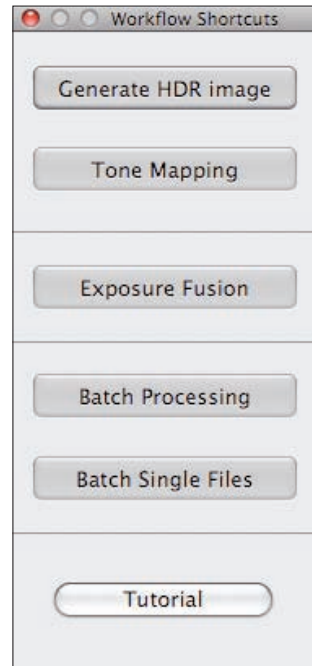 Workflow Shortcuts
Generate HDR image
Tone Mapping
Exposure Fusion
Batch Processing
Batch Single Files
Tutorial